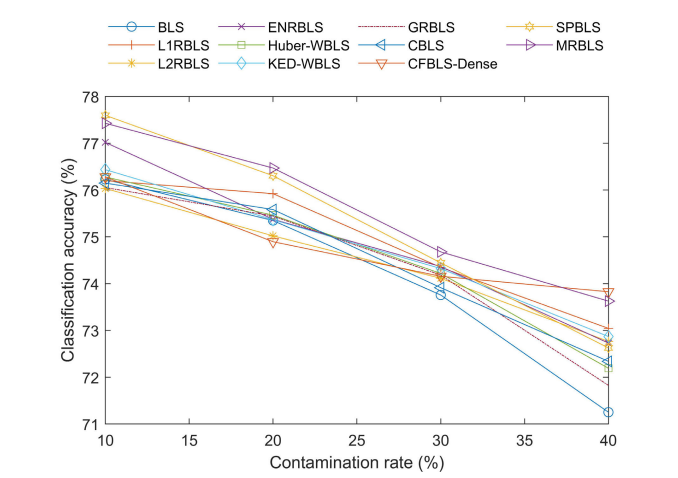 BLS ENRBLS GRBLS SPBLS
L1RBLS Huber-WBLS CBLS MRBLS
L2RBLS KED-WBLS CFBLS-Dense
78
77
76
75
74
73
72
71
10 15 20 25 30 35 40
Classification accuracy (%)
Contamination rate (%)